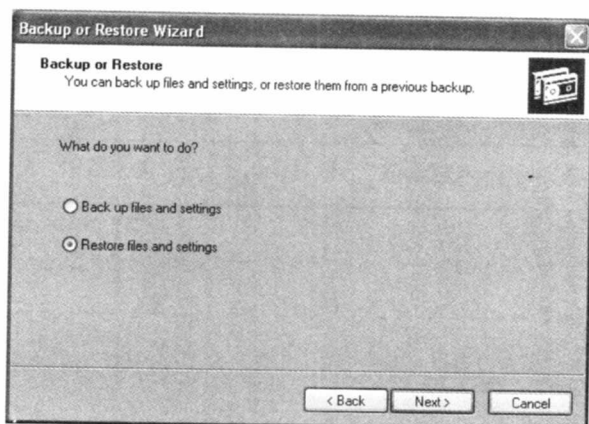 Backup or Restore Wizard
Backup or Restore
You can back up files and settings, or restore them from a previous backup.
What do you want to do?
Back up files and settings
Restore files and settings
< Back Next > Cancel